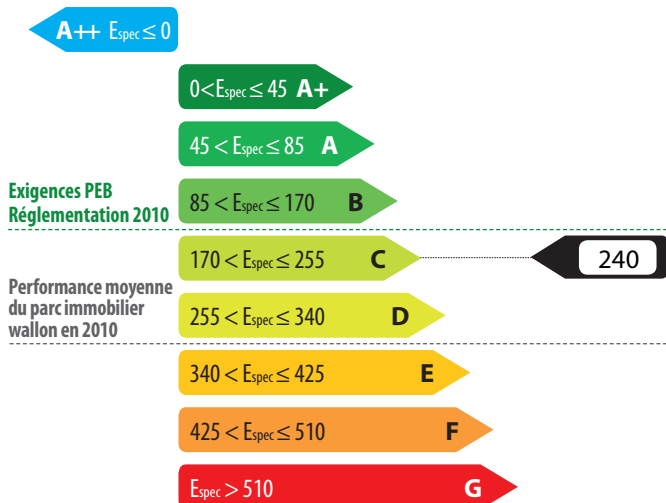 A++ Espec ≤ 0
0<Espec ≤ 45 A+
45 < Espec ≤ 85 A
Exigences PEB
Réglementation 2010
85 < Espec ≤ 170 B
170 < Espec ≤ 255 C
240
Performance moyenne
du parc immobilier
wallon en 2010
255 < Espec ≤ 340 D
340 < Espec ≤ 425 E
425 < Espec ≤ 510 F
Espec > 510 G